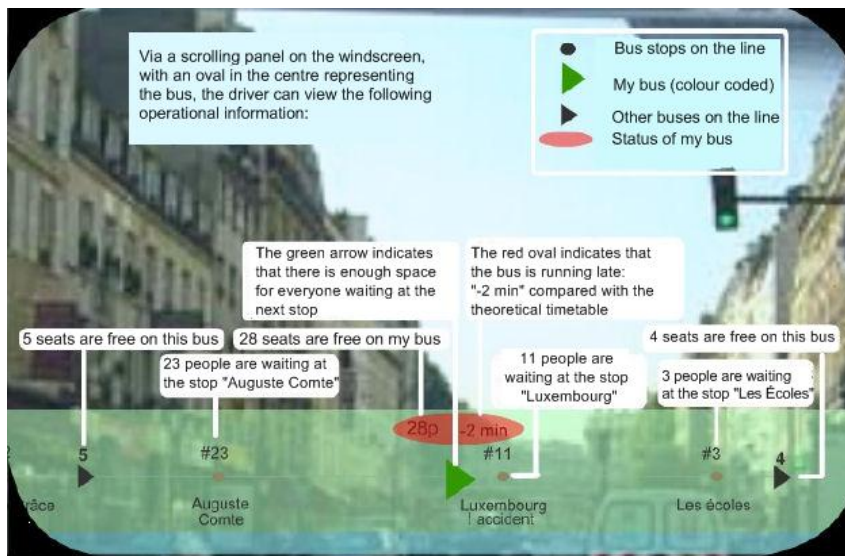 Via a scrolling panel on the windscreen,
with an oval in the centre representing
the bus, the driver can view the following
operational information:
Bus stops on the line
My bus (colour coded)
Other buses on the line
Status of my bus
The green arrow indicates
that there is enough space
for everyone waiting at the
next stop
The red oval indicates that
the bus is running late:
"-2 min" compared with the
theoretical timetable
5 seats are free on this bus
28 seats are free on my bus
4 seats are free on this bus
23 people are waiting at
the stop "Auguste Comte"
11 people are
waiting at the stop
"Luxembourg"
3 people are waiting
at the stop "Les Écoles"
28p -2 min
5
#23
#11
#3
4
Auguste
Comte
Luxembourg
! accident
Les écoles